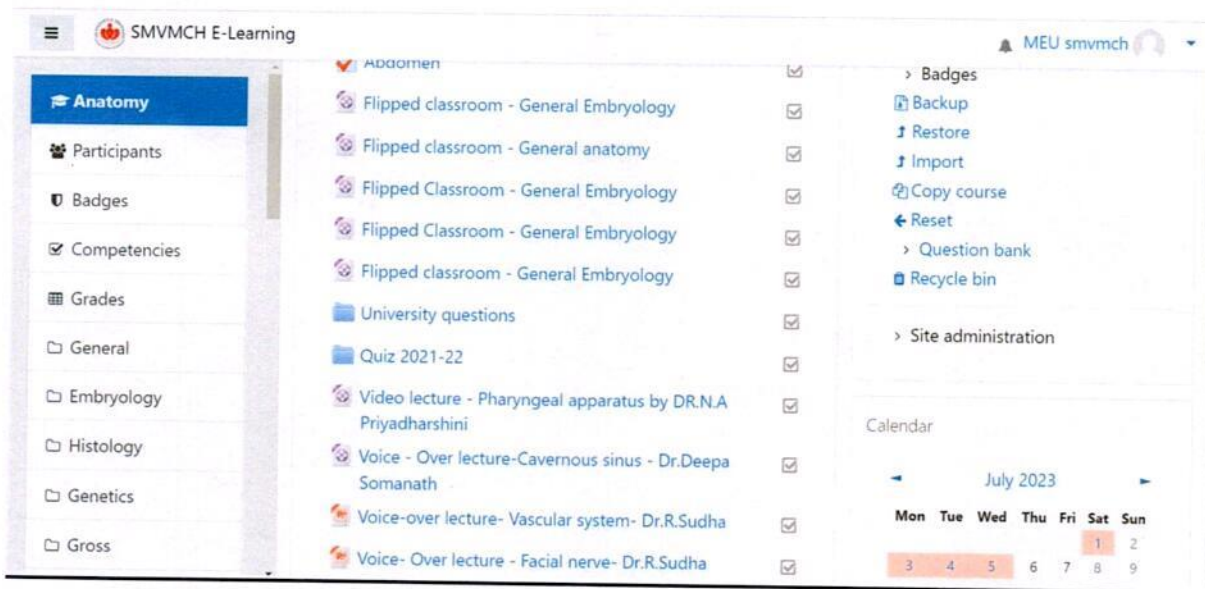 SMVMCH E-Learning
MEU smvmch
Anatomy
Participants
Badges
Competencies
Grades
General
Embryology
Histology
Genetics
Gross
Abdomen
Flipped classroom - General Embryology
Flipped classroom - General anatomy
Flipped Classroom - General Embryology
Flipped Classroom - General Embryology
Flipped classroom - General Embryology
University questions
Quiz 2021-22
Video lecture - Pharyngeal apparatus by DR.N.A
Priyadharshini
Voice - Over lecture-Cavernous sinus - Dr.Deepa
Somanath
Voice-over lecture- Vascular system- Dr.R.Sudha
Voice- Over lecture - Facial nerve- Dr.R.Sudha
Badges
Backup
Restore
Import
Copy course
Reset
Question bank
Recycle bin
Site administration
Calendar
July 2023
Mon Tue Wed Thu Fri Sat Sun
1 2
3 4 5 6 7 8 9